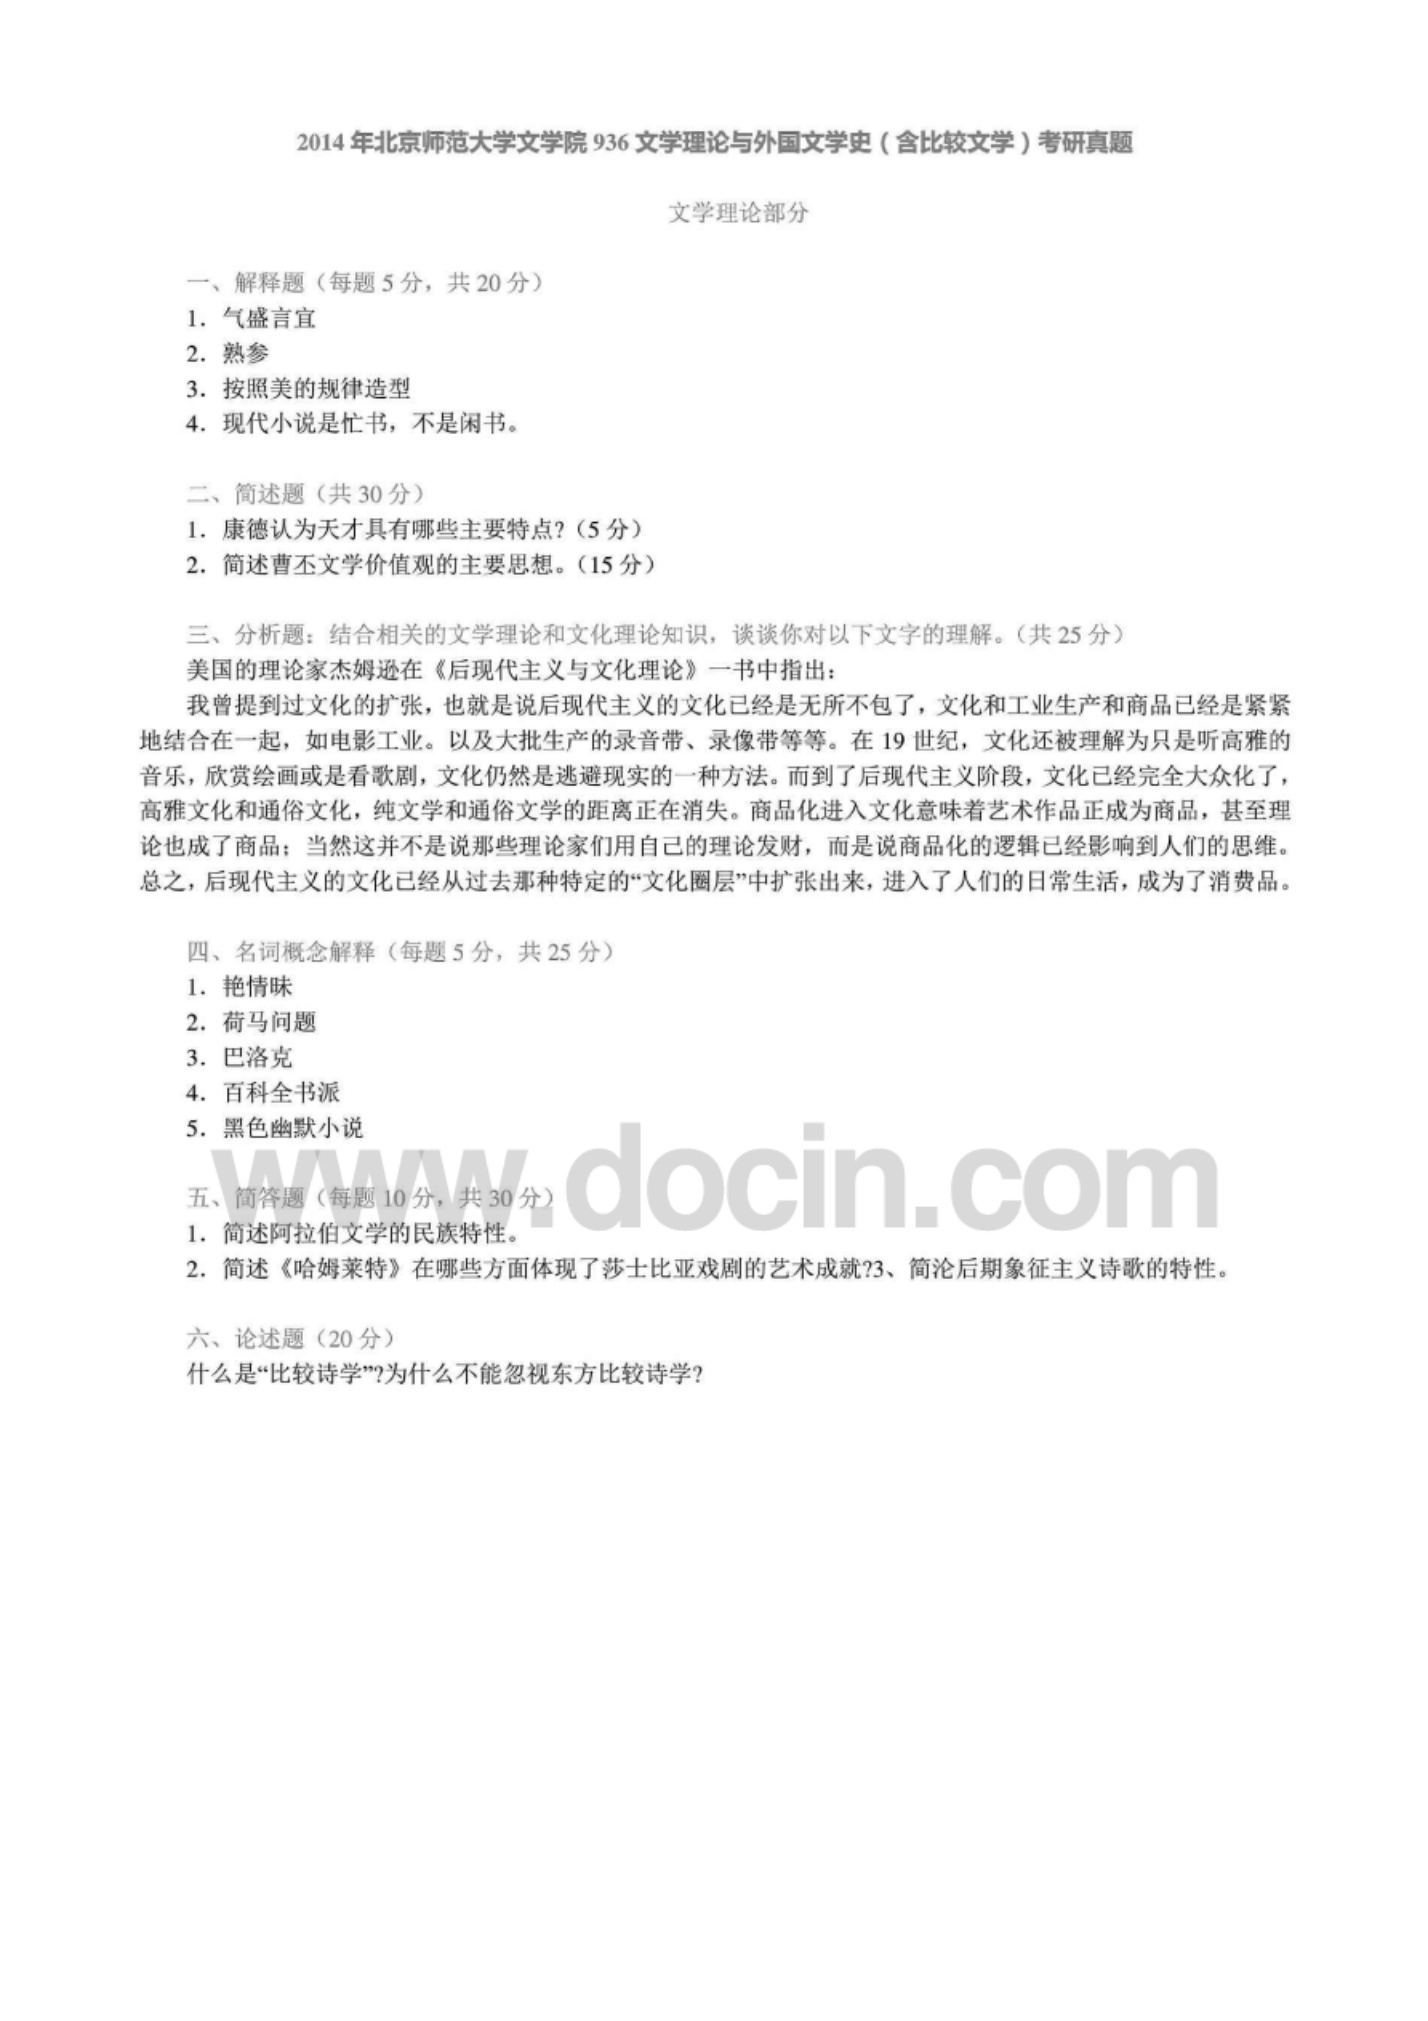 2014 年北京师范大学文学院 936 文学理论与外国文学史（含比较文学）考研真题
文学理论部分
一、解释题（每题 5 分，共 20 分）
1．气盛言宜
2．熟参
3．按照美的规律造型
4．现代小说是忙书，不是闲书。
二、简述题（共 30 分）
1．康德认为天才具有哪些主要特点?（5 分）
2．简述曹丕文学价值观的主要思想。（15 分）
三、分析题：结合相关的文学理论和文化理论知识，谈谈你对以下文字的理解。（共 25 分）
美国的理论家杰姆逊在《后现代主义与文化理论》一书中指出：
我曾提到过文化的扩张，也就是说后现代主义的文化已经是无所不包了，文化和工业生产和商品已经是紧紧
地结合在一起，如电影工业。以及大批生产的录音带、录像带等等。在 19 世纪，文化还被理解为只是听高雅的
音乐，欣赏绘画或是看歌剧，文化仍然是逃避现实的一种方法。而到了后现代主义阶段，文化已经完全大众化了，
高雅文化和通俗文化，纯文学和通俗文学的距离正在消失。商品化进入文化意味着艺术作品正成为商品，甚至理
论也成了商品；当然这并不是说那些理论家们用自己的理论发财，而是说商品化的逻辑已经影响到人们的思维。
总之，后现代主义的文化已经从过去那种特定的“文化圈层”中扩张出来，进入了人们的日常生活，成为了消费品。
四、名词概念解释（每题 5 分，共 25 分）
1．艳情味
2．荷马问题
3．巴洛克
4．百科全书派
5．黑色幽默小说
www.docin.com
五、简答题（每题 10 分，共 30 分）
1．简述阿拉伯文学的民族特性。
2．简述《哈姆莱特》在哪些方面体现了莎士比亚戏剧的艺术成就?3、简沦后期象征主义诗歌的特性。
六、论述题（20 分）
什么是“比较诗学”?为什么不能忽视东方比较诗学?